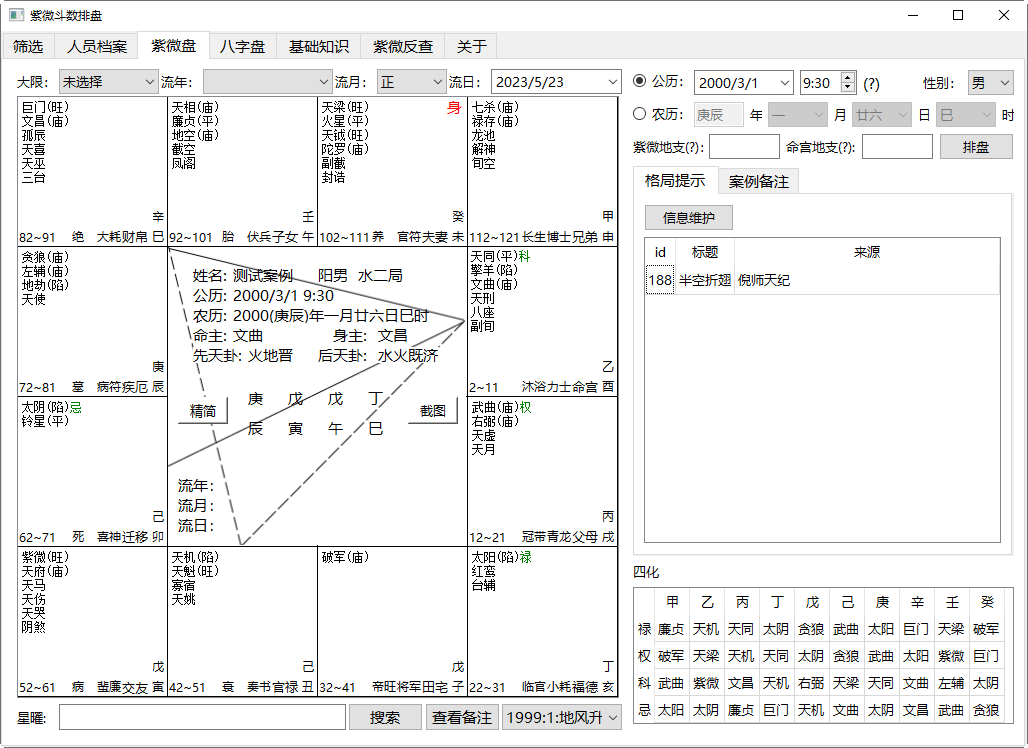 紫微斗数排盘
筛选 人员档案 紫微盘 八字盘 基础知识 紫微反查 关于
大限: 未选择 流年: 流月: 正 流日: 2023/5/23
公历: 2000/3/1 9:30 (?) 性别: 男
农历: 庚辰 年 一 月 廿六 日 巳 时
紫微地支(?): 命宫地支(?): 排盘
巨门(旺)
文昌(庙)
孤辰
天喜
天巫
三台
辛
82~91 绝 大耗财帛 巳
天相(庙)
廉贞(平)
地空(庙)
截空
凤阁
壬
92~101 胎 伏兵子女 午
天梁(旺) 身
火星(平)
天钺(旺)
陀罗(庙)
副截
封诰
癸
102~111 养 官符夫妻 未
七杀(庙)
禄存(庙)
龙池
解神
旬空
甲
112~121 长生博士兄弟 申
贪狼(庙)
左辅(庙)
地劫(陷)
天使
庚
72~81 墓 病符疾厄 辰
姓名: 测试案例 阳男 水二局
公历: 2000/3/1 9:30
农历: 2000(庚辰)年一月廿六日巳时
命主: 文曲 身主: 文昌
先天卦: 火地晋 后天卦: 水火既济
庚 戊 戊 丁
精简 截图
辰 寅 午 巳
流年:
流月:
流日:
天同(平)科
擎羊(陷)
文曲(庙)
天刑
八座
副旬
乙
2~11 沐浴力士命宫 酉
太阴(陷)忌
铃星(平)
己
62~71 死 喜神迁移 卯
武曲(庙)权
右弼(庙)
天虚
天月
丙
12~21 冠带青龙父母 戌
紫微(旺)
天府(庙)
天马
天伤
天哭
阴煞
戊
52~61 病 蜚廉交友 寅
天机(陷)
天魁(旺)
寡宿
天姚
己
42~51 衰 奏书官禄 丑
破军(庙)
戊
32~41 帝旺将军田宅 子
太阳(陷)禄
红鸾
台辅
丁
22~31 临官小耗福德 亥
星曜: 搜索 查看备注 1999:1:地风升
格局提示 案例备注
信息维护
id 标题 来源
188 半空折翅 倪师天纪
四化
甲 乙 丙 丁 戊 己 庚 辛 壬 癸
禄 廉贞 天机 天同 太阴 贪狼 武曲 太阳 巨门 天梁 破军
权 破军 天梁 天机 天同 太阴 贪狼 武曲 太阳 紫微 巨门
科 武曲 紫微 文昌 天机 右弼 天梁 天同 文曲 左辅 太阴
忌 太阳 太阴 廉贞 巨门 天机 文曲 太阴 文昌 武曲 贪狼